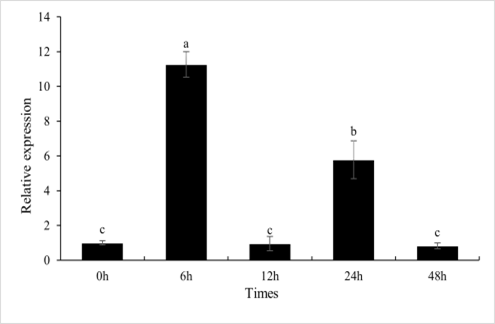 14
12
10
8
6
4
2
0
Relative expression
c
a
c
b
c
0h 6h 12h 24h 48h
Times